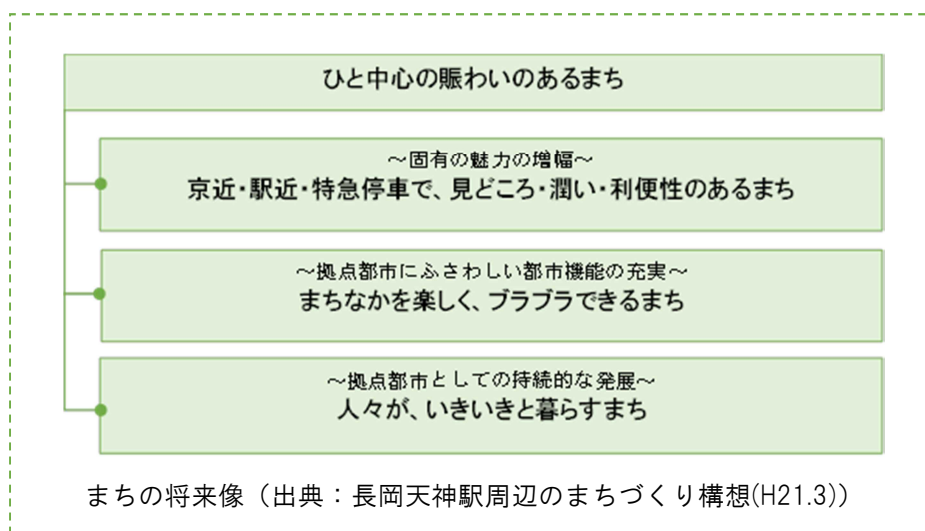 ひと中心の賑わいのあるまち
～固有の魅力の増幅～
京近・駅近・特急停車で、見どころ・潤い・利便性のあるまち
～拠点都市にふさわしい都市機能の充実～
まちなかを楽しく、ブラブラできるまち
～拠点都市としての持続的な発展～
人々が、いきいきと暮らすまち
まちの将来像（出典：長岡天神駅周辺のまちづくり構想(H21.3)）